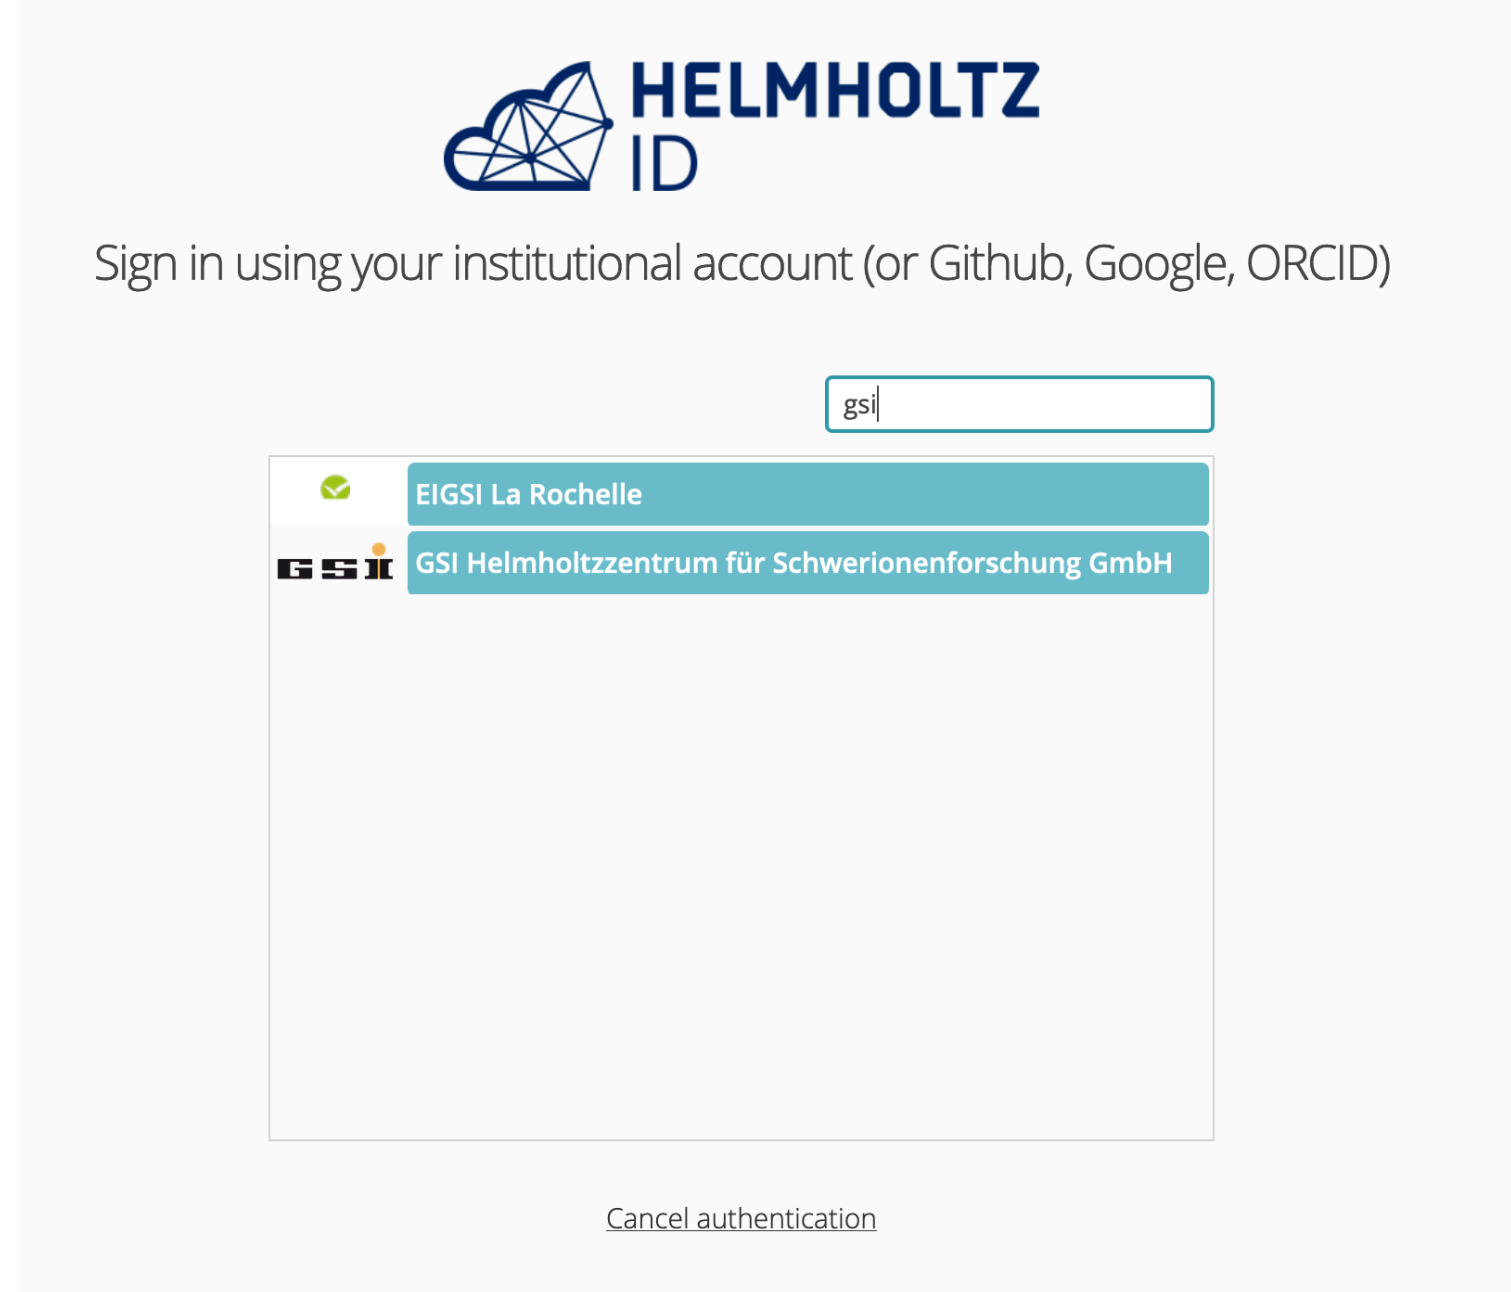 HELMHOLTZ
ID
Sign in using your institutional account (or Github, Google, ORCID)
gsi
EIGSI La Rochelle
GSI
GSI Helmholtzzentrum für Schwerionenforschung GmbH
Cancel authentication